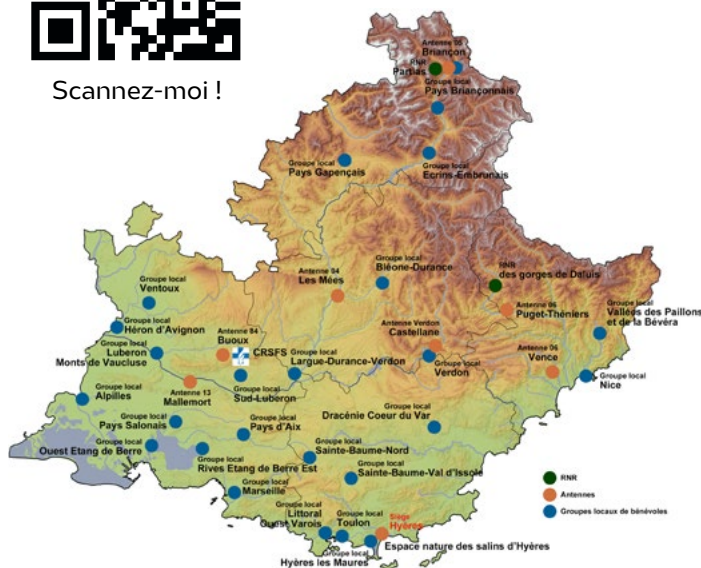 Scannez-moi !
Antenne 05
Briançon
RNR
Partias
Groupe local
Pays Briançonnais
Groupe local
Pays Gapençais
Groupe local
Ecrins-Embrunais
Groupe local
Bléone-Durance
Antenne 04
Les Mées
RNR
des gorges de Daluis
Groupe local
Ventoux
Antenne 06
Puget-Théniers
Groupe local
Vallées des Paillons
et de la Bévéra
Groupe local
Héron d'Avignon
Antenne 84
Buoux
CRSFS
Antenne Verdon
Castellane
Groupe local
Luberon
Monts de Vaucluse
Groupe local
Largue-Durance-Verdon
Groupe local
Verdon
Antenne 06
Vence
Groupe local
Nice
Antenne 13
Mallemort
Groupe local
Sud-Luberon
Groupe local
Alpilles
Groupe local
Pays Salonais
Groupe local
Pays d'Aix
Groupe local
Dracénie Coeur du Var
Groupe local
Ouest Etang de Berre
Groupe local
Rives Etang de Berre Est
Groupe local
Sainte-Baume-Nord
Groupe local
Sainte-Baume-Val d'Issole
Groupe local
Marseille
Groupe local
Littoral
Ouest Varois
Groupe local
Toulon
Siège
Hyères
Espace nature des salins d'Hyères
Groupe local
Hyères les Maures
RNR
Antennes
Groupes locaux de bénévoles